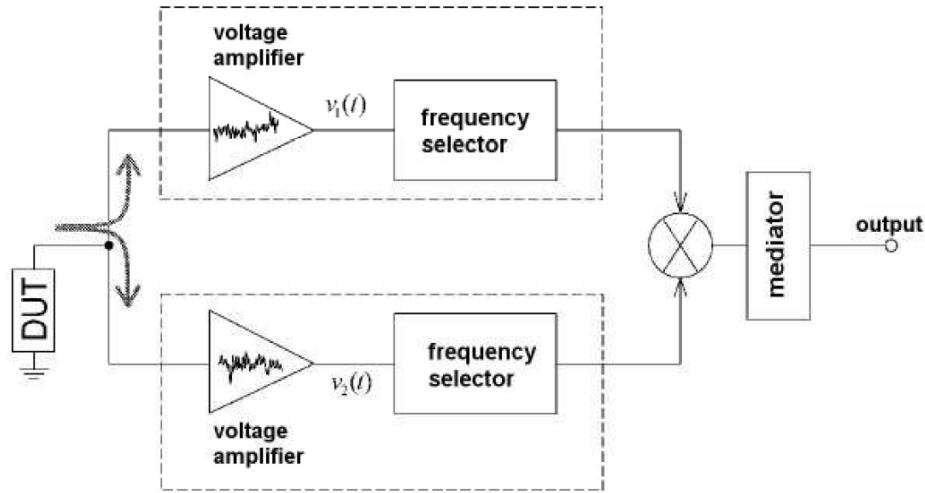 voltage
amplifier
v₁(t)
frequency
selector
DUT
mediator
output
v₂(t)
frequency
selector
voltage
amplifier